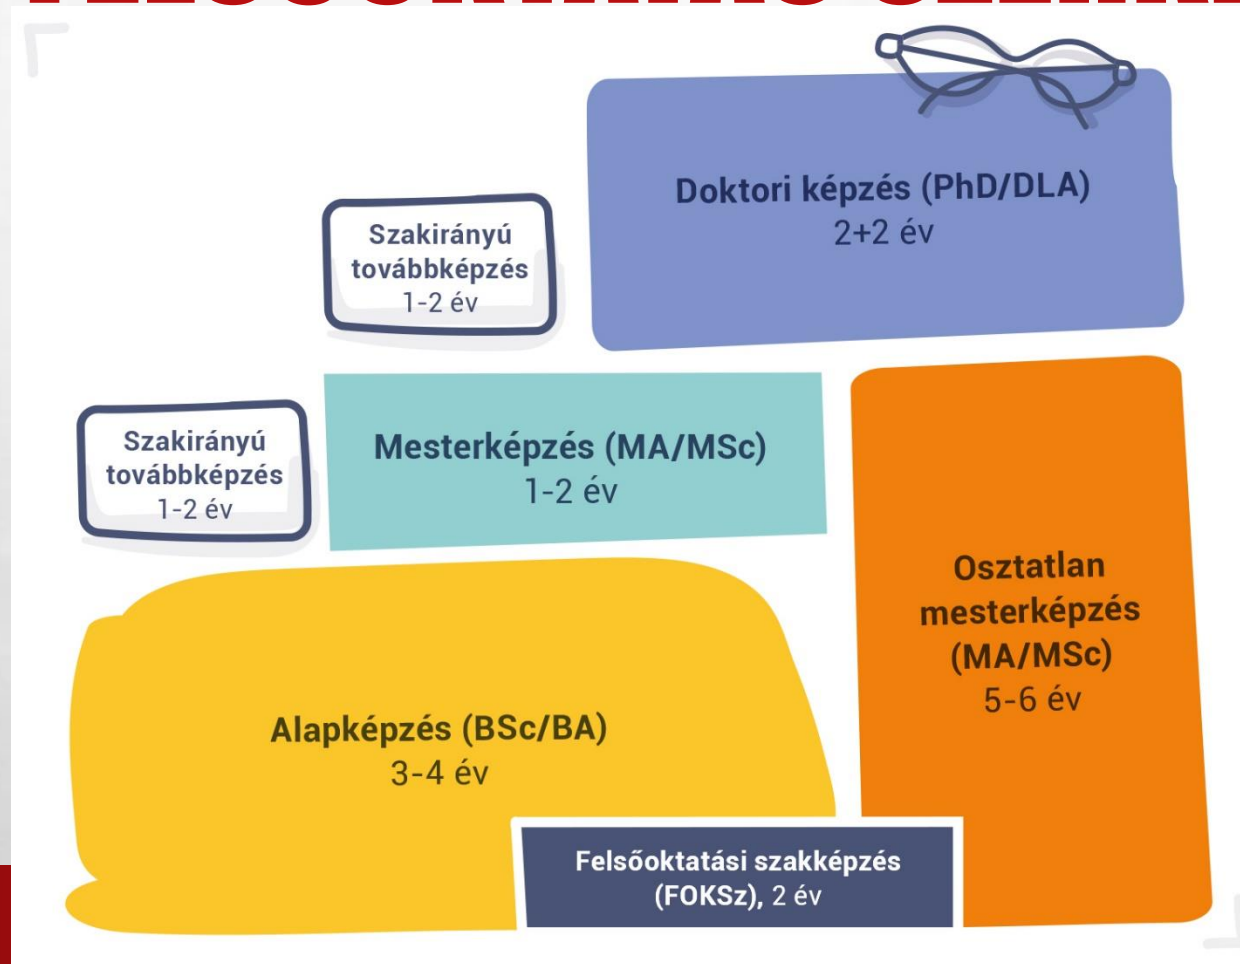 Doktori képzés (PhD/DLA)
2+2 év
Szakirányú
továbbképzés
1-2 év
Szakirányú
továbbképzés
1-2 év
Mesterképzés (MA/MSc)
1-2 év
Osztatlan
mesterképzés
(MA/MSc)
5-6 év
Alapképzés (BSc/BA)
3-4 év
Felsőoktatási szakképzés
(FOKSz), 2 év